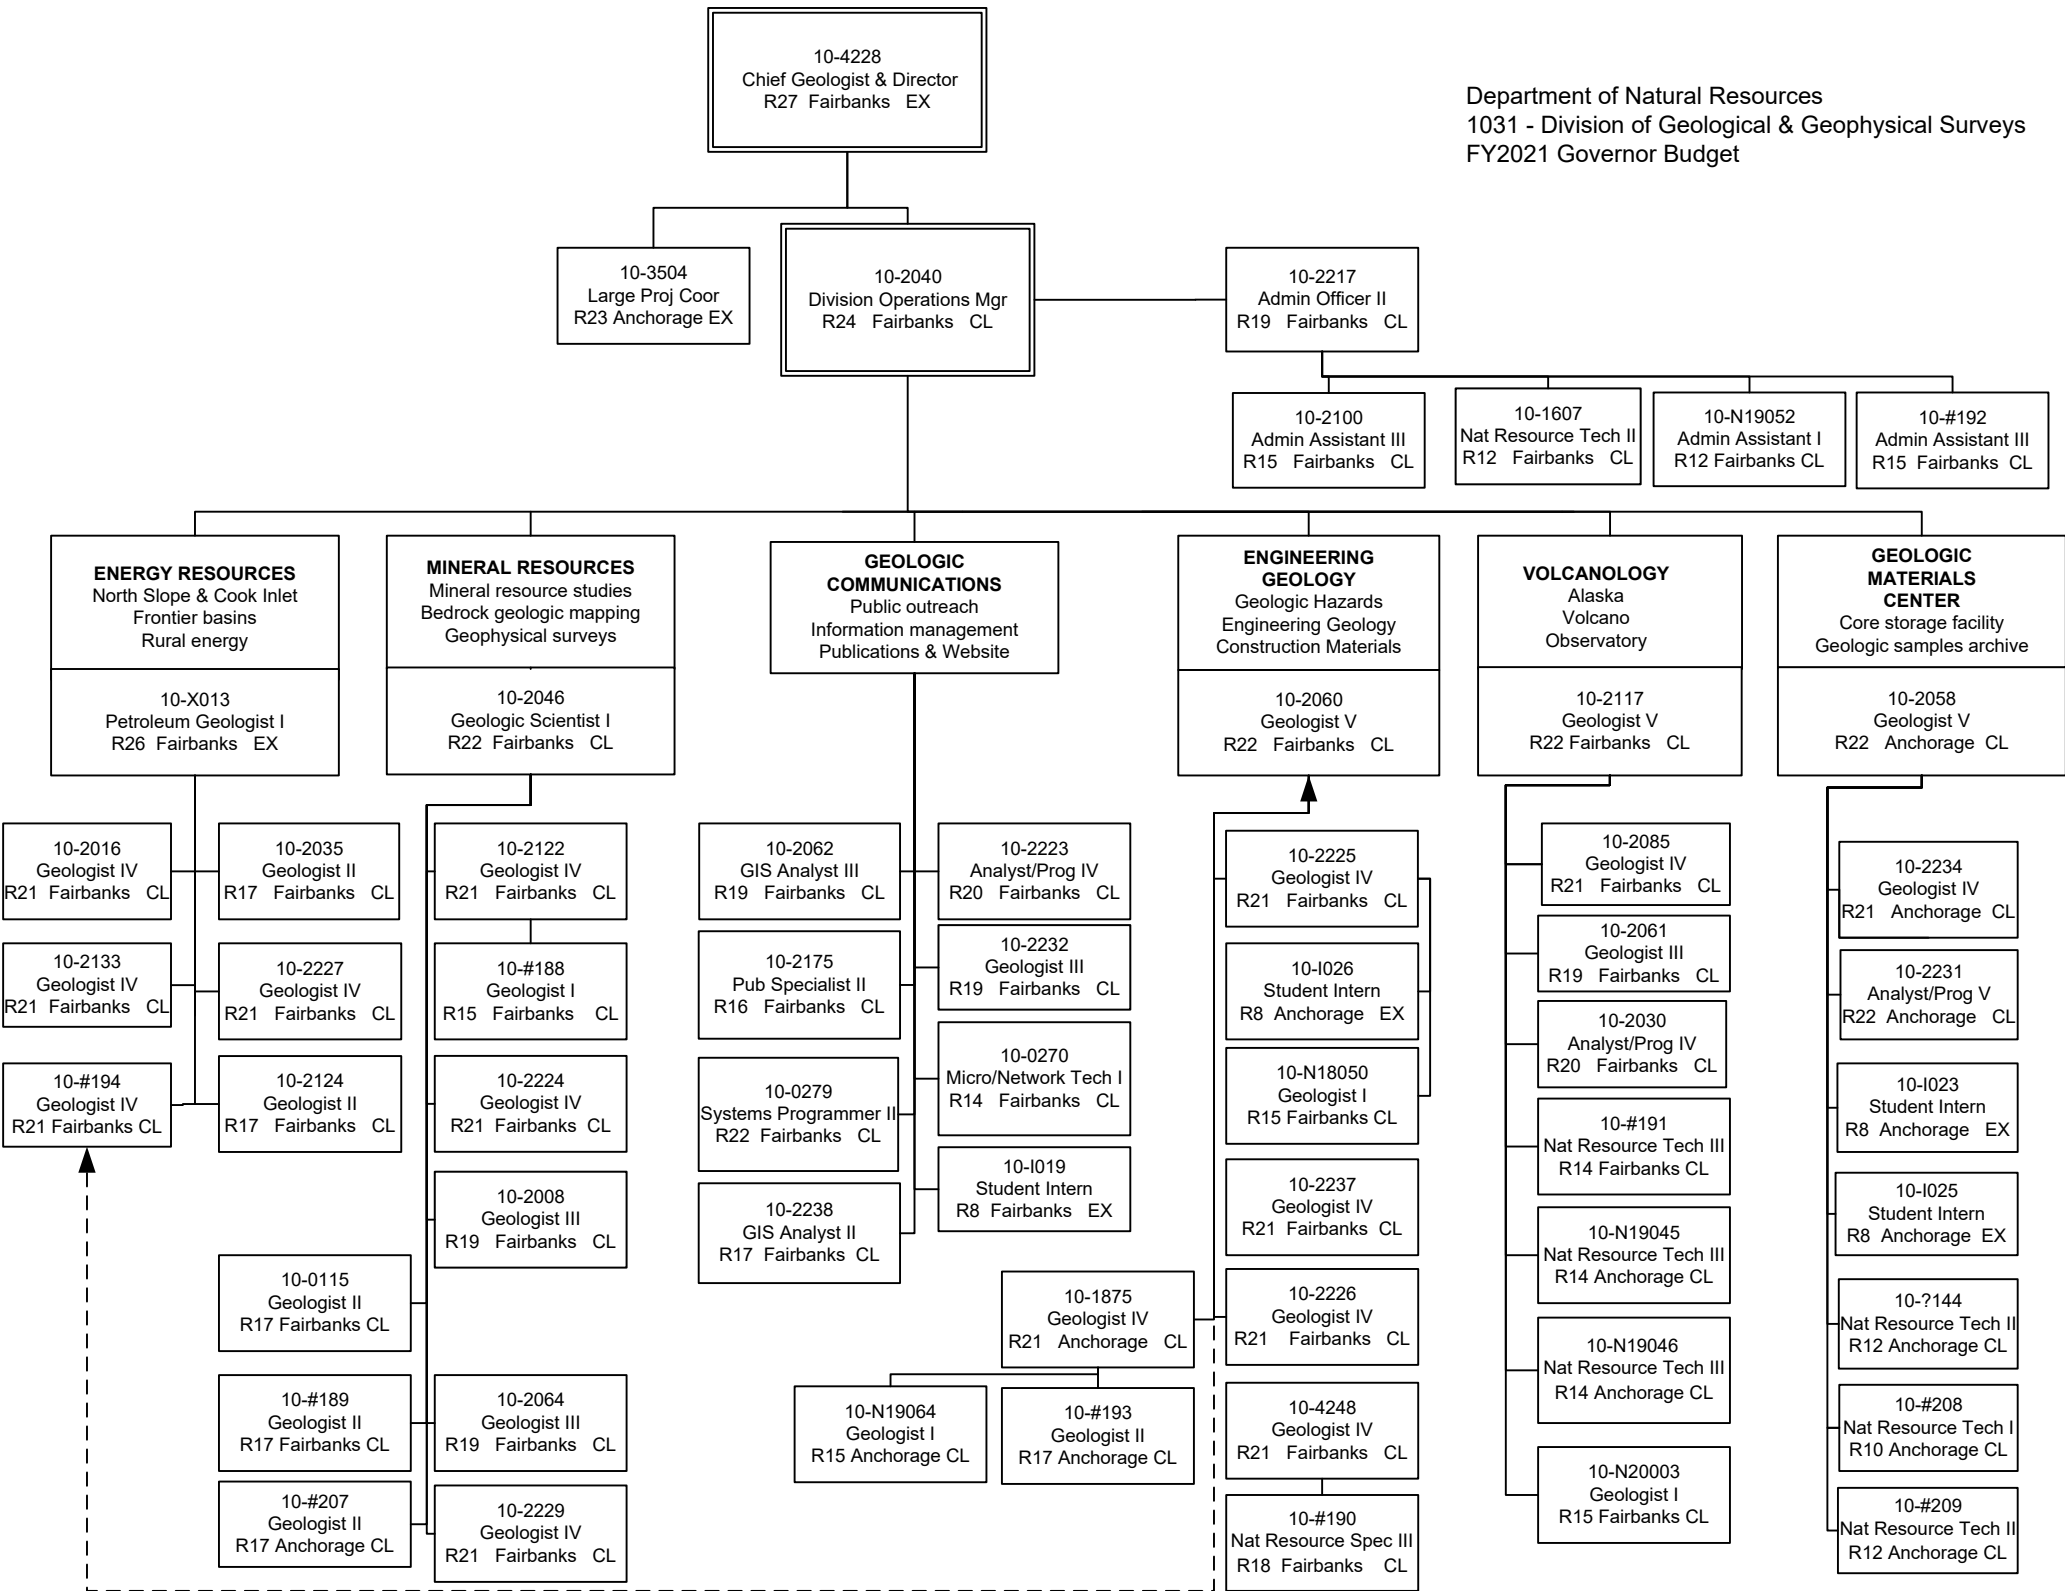 10-4228
Chief Geologist & Director
R27 Fairbanks EX
Department of Natural Resources
1031 - Division of Geological & Geophysical Surveys
FY2021 Governor Budget
10-3504
Large Proj Coor
R23 Anchorage EX
10-2040
Division Operations Mgr
R24 Fairbanks CL
10-2217
Admin Officer II
R19 Fairbanks CL
10-2100
Admin Assistant III
R15 Fairbanks CL
10-1607
Nat Resource Tech II
R12 Fairbanks CL
10-N19052
Admin Assistant I
R12 Fairbanks CL
10-#192
Admin Assistant III
R15 Fairbanks CL
ENERGY RESOURCES
North Slope & Cook Inlet
Frontier basins
Rural energy
10-X013
Petroleum Geologist I
R26 Fairbanks EX
10-2016
Geologist IV
R21 Fairbanks CL
10-2035
Geologist II
R17 Fairbanks CL
10-2133
Geologist IV
R21 Fairbanks CL
10-2227
Geologist IV
R21 Fairbanks CL
10-#194
Geologist IV
R21 Fairbanks CL
10-2124
Geologist II
R17 Fairbanks CL
MINERAL RESOURCES
Mineral resource studies
Bedrock geologic mapping
Geophysical surveys
10-2046
Geologic Scientist I
R22 Fairbanks CL
10-2122
Geologist IV
R21 Fairbanks CL
10-#188
Geologist I
R15 Fairbanks CL
10-2224
Geologist IV
R21 Fairbanks CL
10-2008
Geologist III
R19 Fairbanks CL
10-0115
Geologist II
R17 Fairbanks CL
10-#189
Geologist II
R17 Fairbanks CL
10-2064
Geologist III
R19 Fairbanks CL
10-#207
Geologist II
R17 Anchorage CL
10-2229
Geologist IV
R21 Fairbanks CL
GEOLOGIC
COMMUNICATIONS
Public outreach
Information management
Publications & Website
10-2062
GIS Analyst III
R19 Fairbanks CL
10-2223
Analyst/Prog IV
R20 Fairbanks CL
10-2175
Pub Specialist II
R16 Fairbanks CL
10-2232
Geologist III
R19 Fairbanks CL
10-0279
Systems Programmer II
R22 Fairbanks CL
10-0270
Micro/Network Tech I
R14 Fairbanks CL
10-2238
GIS Analyst II
R17 Fairbanks CL
10-I019
Student Intern
R8 Fairbanks EX
ENGINEERING
GEOLOGY
Geologic Hazards
Engineering Geology
Construction Materials
10-2060
Geologist V
R22 Fairbanks CL
10-2225
Geologist IV
R21 Fairbanks CL
10-I026
Student Intern
R8 Anchorage EX
10-N18050
Geologist I
R15 Fairbanks CL
10-2237
Geologist IV
R21 Fairbanks CL
10-1875
Geologist IV
R21 Anchorage CL
10-2226
Geologist IV
R21 Fairbanks CL
10-N19064
Geologist I
R15 Anchorage CL
10-#193
Geologist II
R17 Anchorage CL
10-4248
Geologist IV
R21 Fairbanks CL
10-#190
Nat Resource Spec III
R18 Fairbanks CL
VOLCANOLOGY
Alaska
Volcano
Observatory
10-2117
Geologist V
R22 Fairbanks CL
10-2085
Geologist IV
R21 Fairbanks CL
10-2061
Geologist III
R19 Fairbanks CL
10-2030
Analyst/Prog IV
R20 Fairbanks CL
10-#191
Nat Resource Tech III
R14 Fairbanks CL
10-N19045
Nat Resource Tech III
R14 Anchorage CL
10-N19046
Nat Resource Tech III
R14 Anchorage CL
10-N20003
Geologist I
R15 Fairbanks CL
GEOLOGIC
MATERIALS
CENTER
Core storage facility
Geologic samples archive
10-2058
Geologist V
R22 Anchorage CL
10-2234
Geologist IV
R21 Anchorage CL
10-2231
Analyst/Prog V
R22 Anchorage CL
10-I023
Student Intern
R8 Anchorage EX
10-I025
Student Intern
R8 Anchorage EX
10-?144
Nat Resource Tech II
R12 Anchorage CL
10-#208
Nat Resource Tech I
R10 Anchorage CL
10-#209
Nat Resource Tech II
R12 Anchorage CL